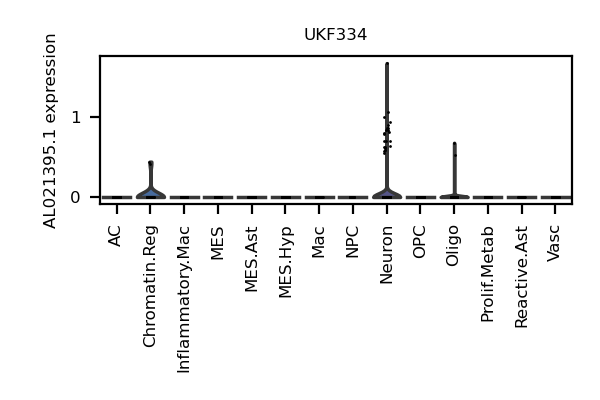 UKF334
AL021395.1 expression
1
0
AC
Chromatin.Reg
Inflammatory.Mac
MES
MES.Ast
MES.Hyp
Mac
NPC
Neuron
OPC
Oligo
Prolif.Metab
Reactive.Ast
Vasc